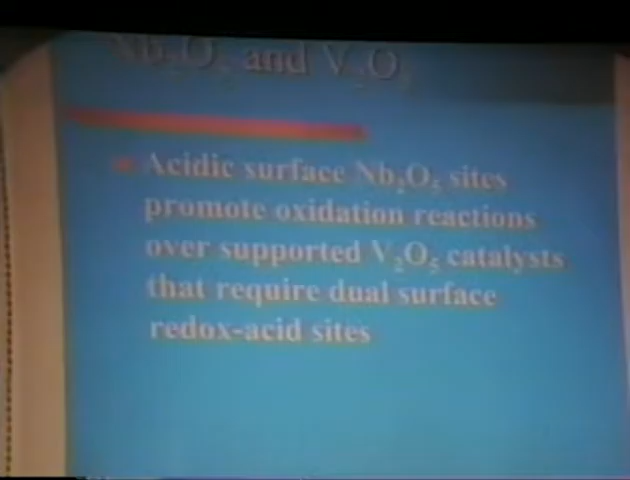 Nb₂O₅ and V₂O₅
Acidic surface Nb₂O₅ sites
promote oxidation reactions
over supported V₂O₅ catalysts
that require dual surface
redox-acid sites